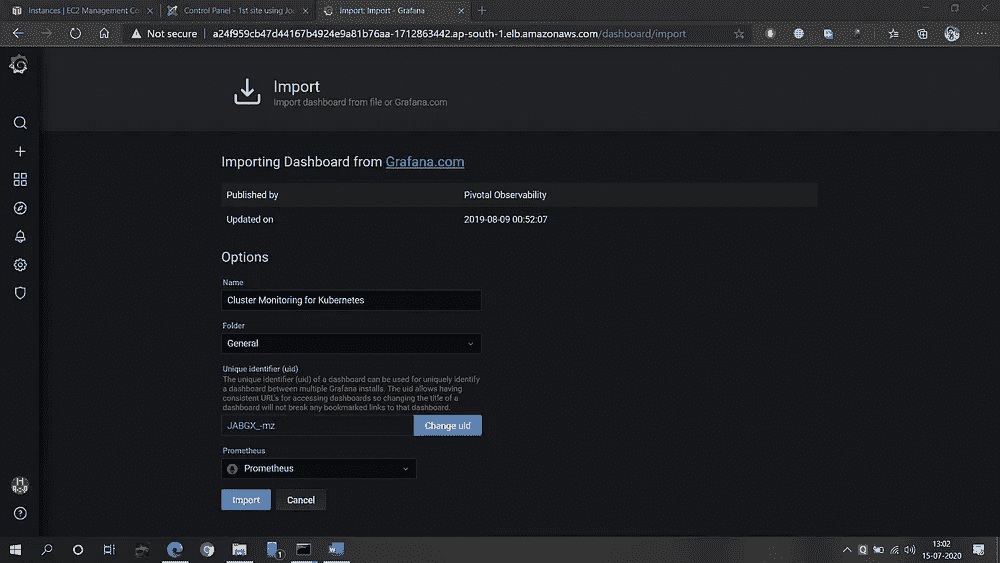 Instances | EC2 Management Co
Control Panel - 1st site using Joo
Import: Import - Grafana
Not secure
a24f959cb47d44167b4924e9a81b76aa-1712863442.ap-south-1.elb.amazonaws.com/dashboard/import
Import
Import dashboard from file or Grafana.com
Importing Dashboard from Grafana.com
Published by Pivotal Observability
Updated on 2019-08-09 00:52:07
Options
Name
Cluster Monitoring for Kubernetes
Folder
General
Unique identifier (uid)
The unique identifier (uid) of a dashboard can be used for uniquely identify
a dashboard between multiple Grafana installs. The uid allows having
consistent URL's for accessing dashboards so changing the title of a
dashboard will not break any bookmarked links to that dashboard.
JABGX_-mz Change uid
Prometheus
Prometheus
Import Cancel
13:02
15-07-2020